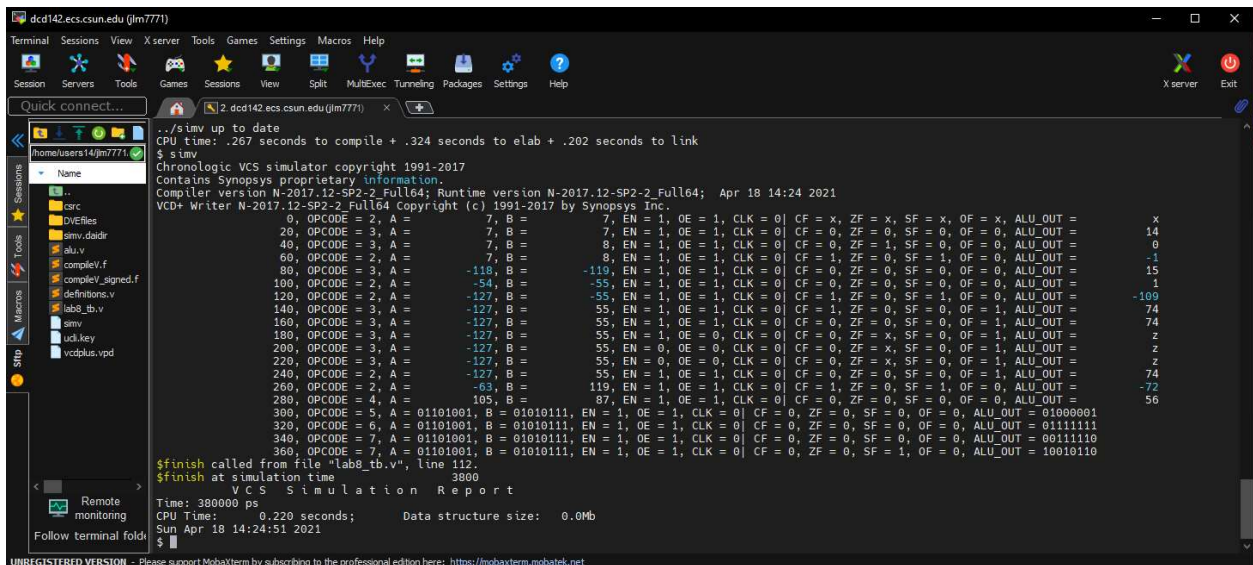 dcd142.ecs.csun.edu (jlm7771)
Terminal Sessions View X server Tools Games Settings Macros Help
Session Servers Tools Games Sessions View Split MultiExec Tunneling Packages Settings Help X server Exit
Quick connect... 2. dcd142.ecs.csun.edu (jlm7771)
/home/users14/jlm7771/
Name
..
csrc
DVEfiles
simv.daidir
alu.v
compileV.f
compileV_signed.f
definitions.v
lab8_tb.v
simv
ucli.key
vcdplus.vpd
Sessions
Tools
Macros
Sftp
Remote
monitoring
Follow terminal folde
../simv up to date
CPU time: .267 seconds to compile + .324 seconds to elab + .202 seconds to link
$ simv
Chronologic VCS simulator copyright 1991-2017
Contains Synopsys proprietary information.
Compiler version N-2017.12-SP2-2_Full64; Runtime version N-2017.12-SP2-2_Full64; Apr 18 14:24 2021
VCD+ Writer N-2017.12-SP2-2_Full64 Copyright (c) 1991-2017 by Synopsys Inc.
0, OPCODE = 2, A = 7, B = 7, EN = 1, OE = 1, CLK = 0| CF = x, ZF = x, SF = x, OF = x, ALU_OUT = x
20, OPCODE = 3, A = 7, B = 7, EN = 1, OE = 1, CLK = 0| CF = 0, ZF = 0, SF = 0, OF = 0, ALU_OUT = 14
40, OPCODE = 3, A = 7, B = 8, EN = 1, OE = 1, CLK = 0| CF = 0, ZF = 1, SF = 0, OF = 0, ALU_OUT = 0
60, OPCODE = 2, A = 7, B = 8, EN = 1, OE = 1, CLK = 0| CF = 1, ZF = 0, SF = 1, OF = 0, ALU_OUT = -1
80, OPCODE = 3, A = -118, B = -119, EN = 1, OE = 1, CLK = 0| CF = 0, ZF = 0, SF = 0, OF = 0, ALU_OUT = 15
100, OPCODE = 2, A = -54, B = -55, EN = 1, OE = 1, CLK = 0| CF = 0, ZF = 0, SF = 0, OF = 0, ALU_OUT = 1
120, OPCODE = 2, A = -127, B = -55, EN = 1, OE = 1, CLK = 0| CF = 1, ZF = 0, SF = 1, OF = 0, ALU_OUT = -109
140, OPCODE = 3, A = -127, B = 55, EN = 1, OE = 1, CLK = 0| CF = 1, ZF = 0, SF = 0, OF = 1, ALU_OUT = 74
160, OPCODE = 3, A = -127, B = 55, EN = 1, OE = 1, CLK = 0| CF = 0, ZF = 0, SF = 0, OF = 1, ALU_OUT = 74
180, OPCODE = 3, A = -127, B = 55, EN = 1, OE = 0, CLK = 0| CF = 0, ZF = x, SF = 0, OF = 1, ALU_OUT = z
200, OPCODE = 3, A = -127, B = 55, EN = 0, OE = 0, CLK = 0| CF = 0, ZF = x, SF = 0, OF = 1, ALU_OUT = z
220, OPCODE = 3, A = -127, B = 55, EN = 0, OE = 0, CLK = 0| CF = 0, ZF = x, SF = 0, OF = 1, ALU_OUT = z
240, OPCODE = 2, A = -127, B = 55, EN = 0, OE = 1, CLK = 0| CF = 0, ZF = 0, SF = 0, OF = 1, ALU_OUT = 74
260, OPCODE = 2, A = -63, B = 119, EN = 1, OE = 1, CLK = 0| CF = 1, ZF = 0, SF = 1, OF = 0, ALU_OUT = -72
280, OPCODE = 4, A = 105, B = 87, EN = 1, OE = 1, CLK = 0| CF = 0, ZF = 0, SF = 0, OF = 0, ALU_OUT = 56
300, OPCODE = 5, A = 01101001, B = 01010111, EN = 1, OE = 1, CLK = 0| CF = 0, ZF = 0, SF = 0, OF = 0, ALU_OUT = 01000001
320, OPCODE = 6, A = 01101001, B = 01010111, EN = 1, OE = 1, CLK = 0| CF = 0, ZF = 0, SF = 0, OF = 0, ALU_OUT = 01111111
340, OPCODE = 7, A = 01101001, B = 01010111, EN = 1, OE = 1, CLK = 0| CF = 0, ZF = 0, SF = 0, OF = 0, ALU_OUT = 00111110
360, OPCODE = 7, A = 01101001, B = 01010111, EN = 1, OE = 1, CLK = 0| CF = 0, ZF = 0, SF = 1, OF = 0, ALU_OUT = 10010110
$finish called from file "lab8_tb.v", line 112.
$finish at simulation time 3800
V C S S i m u l a t i o n R e p o r t
Time: 380000 ps
CPU Time: 0.220 seconds; Data structure size: 0.0Mb
Sun Apr 18 14:24:51 2021
$
UNREGISTERED VERSION - Please support MobaXterm by subscribing to the professional edition here: https://mobaxterm.mobatek.net